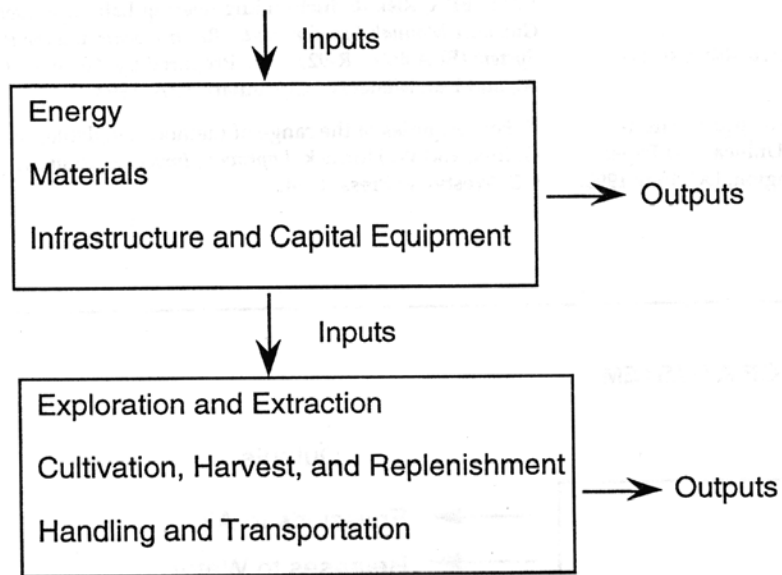 Inputs
Energy
Materials
Infrastructure and Capital Equipment
Outputs
Inputs
Exploration and Extraction
Cultivation, Harvest, and Replenishment
Handling and Transportation
Outputs